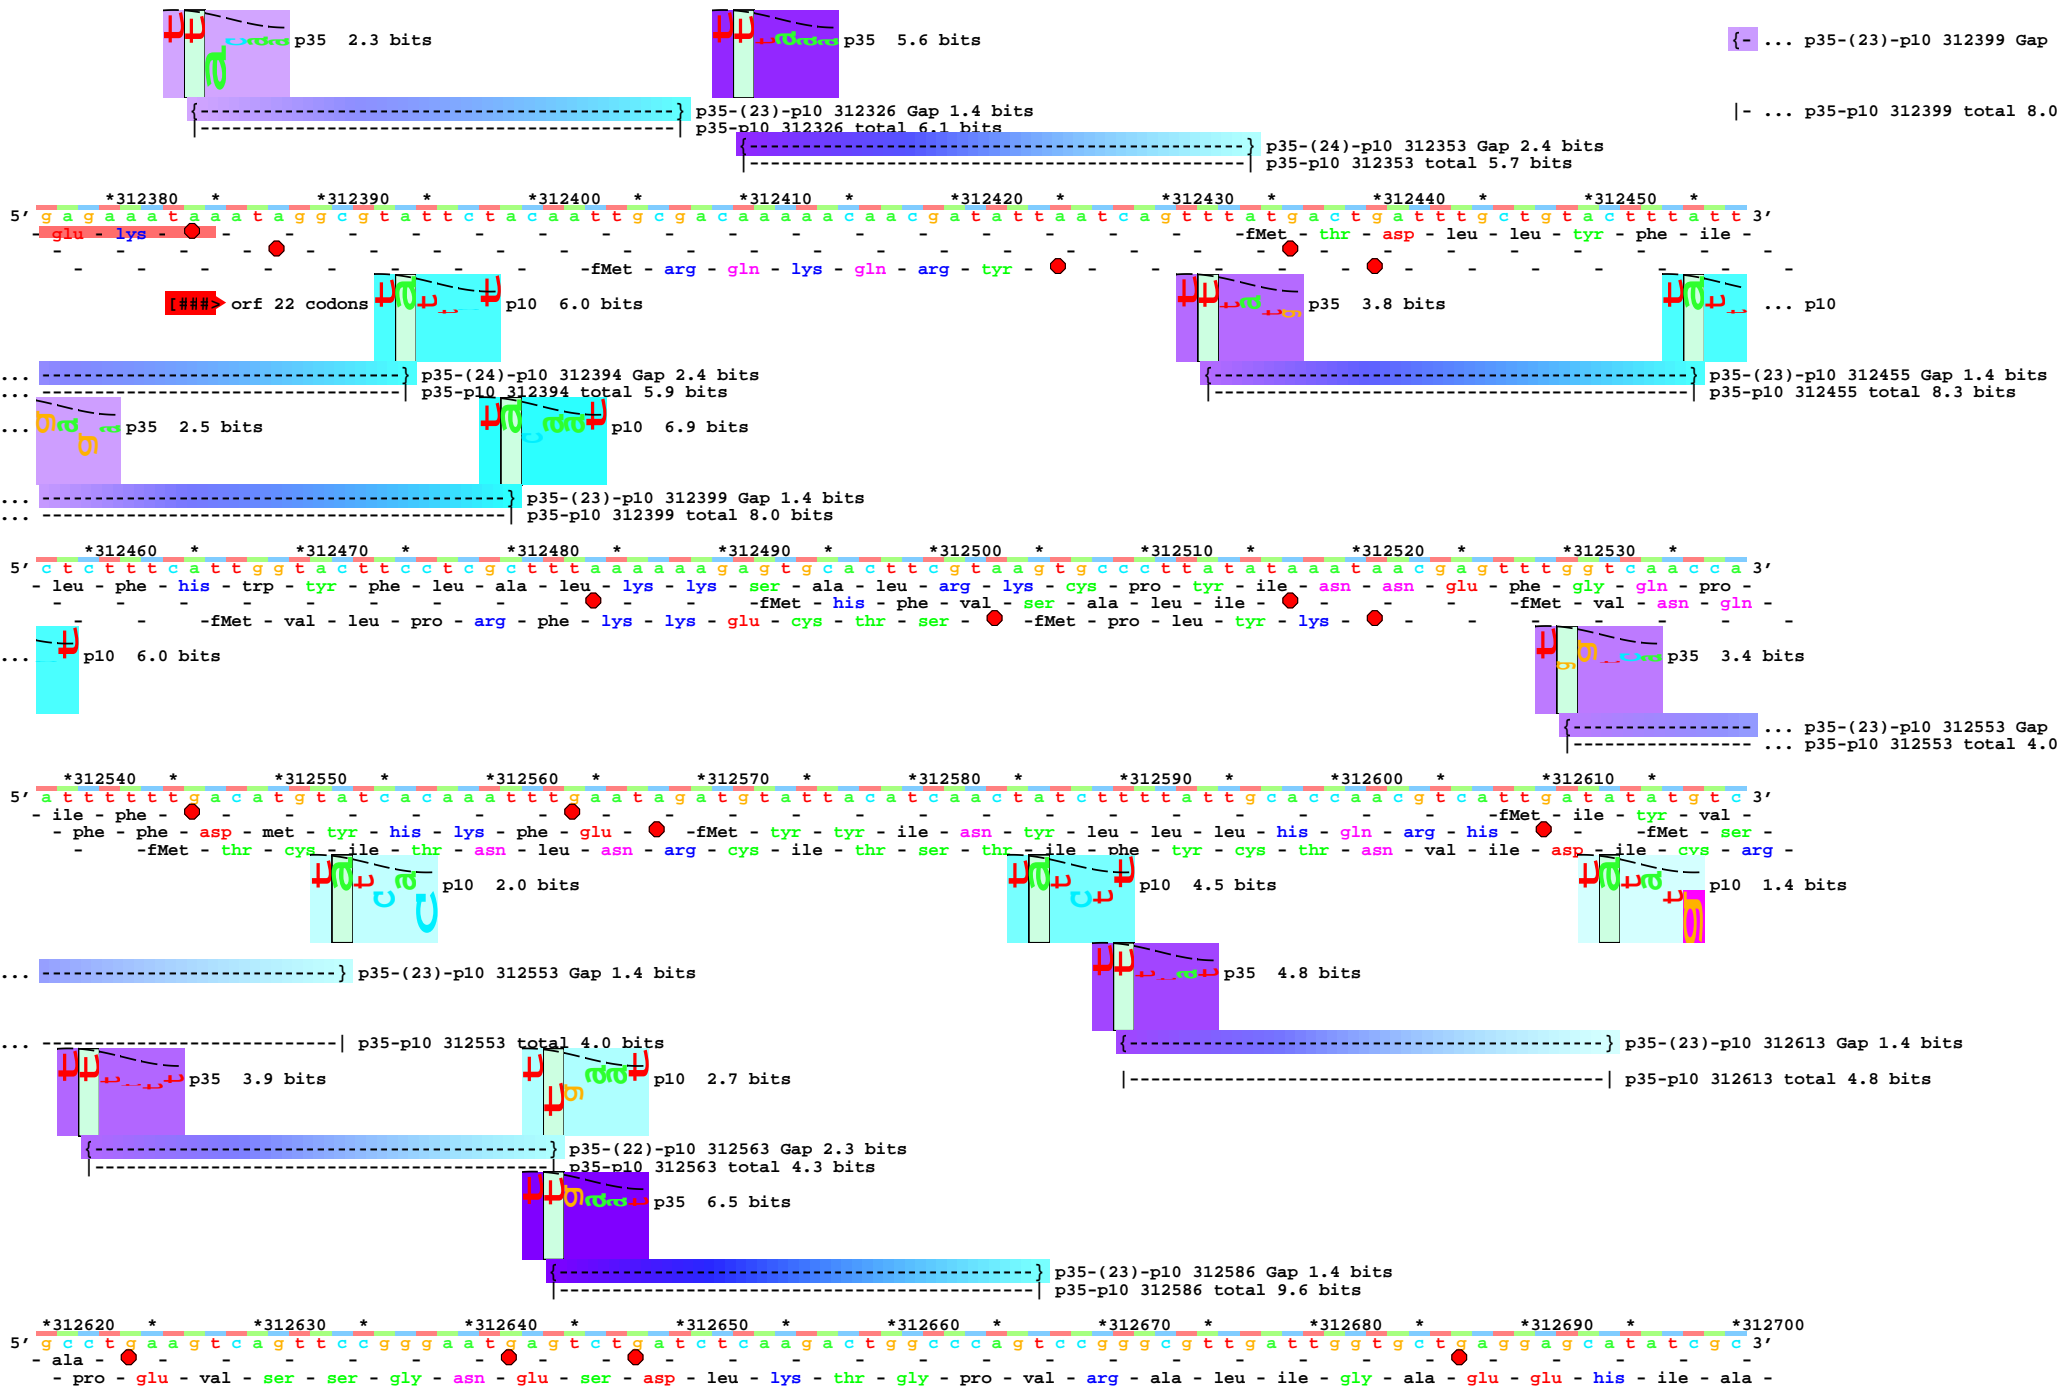 p35 2.3 bits p35 5.6 bits {- ... p35-(23)-p10 312399 Gap
{-----------------------} p35-(23)-p10 312326 Gap 1.4 bits |- ... p35-p10 312399 total 8.0
|-----------------------| p35-p10 312326 total 6.1 bits
{------------------------} p35-(24)-p10 312353 Gap 2.4 bits
|------------------------| p35-p10 312353 total 5.7 bits
*312380 * *312390 * *312400 * *312410 * *312420 * *312430 * *312440 * *312450 *
5' g a g a a a t a a a t a g g c g t a t t c t a c a a t t g c g a c a a a a a c a a c g a t a t t a a t c a g t t t a t g a c t g a t t t g c t g t a c t t t a t t 3'
- glu - lys - - fMet - thr - asp - leu - leu - tyr - phe - ile -
-fMet - arg - gln - lys - gln - arg - tyr -
[###> orf 22 codons p10 6.0 bits p35 3.8 bits ... p10
... -----------------} p35-(24)-p10 312394 Gap 2.4 bits {-----------------------} p35-(23)-p10 312455 Gap 1.4 bits
... -----------------| p35-p10 312394 total 5.9 bits |-----------------------| p35-p10 312455 total 8.3 bits
... p35 2.5 bits p10 6.9 bits
... ----------------------} p35-(23)-p10 312399 Gap 1.4 bits
... ----------------------| p35-p10 312399 total 8.0 bits
*312460 * *312470 * *312480 * *312490 * *312500 * *312510 * *312520 * *312530 *
5' c t c t t t c a t t g g t a c t t c c t c g c t t t a a a a a a g a g t g c a c t t c g t a a g t g c c c t t a t a t a a a t a a c g a g t t t g g t c a a c c a 3'
- leu - phe - his - trp - tyr - phe - leu - ala - leu - lys - lys - ser - ala - leu - arg - lys - cys - pro - tyr - ile - asn - asn - glu - phe - gly - gln - pro -
-fMet - his - phe - val - ser - ala - leu - ile - -fMet - val - asn - gln -
-fMet - val - leu - pro - arg - phe - lys - lys - glu - cys - thr - ser - -fMet - pro - leu - tyr - lys -
... p10 6.0 bits p35 3.4 bits
{--------- ... p35-(23)-p10 312553 Gap
|--------- ... p35-p10 312553 total 4.0
*312540 * *312550 * *312560 * *312570 * *312580 * *312590 * *312600 * *312610 *
5' a t t t t t t g a c a t g t a t c a c a a a t t t g a a t a g a t g t a t t a c a t c a a c t a t c t t t t a t t g c a c c a a c g t c a t t g a t a t a t g t c 3'
- ile - phe - -fMet - ile - tyr - val -
- phe - phe - asp - met - tyr - his - lys - phe - glu - -fMet - tyr - tyr - ile - asn - tyr - leu - leu - leu - his - gln - arg - his - -fMet - ser -
-fMet - thr - cys - ile - thr - asn - leu - asn - arg - cys - ile - thr - ser - thr - ile - phe - tyr - cys - thr - asn - val - ile - asp - ile - cys - arg -
p10 2.0 bits p10 4.5 bits p10 1.4 bits
... --------------} p35-(23)-p10 312553 Gap 1.4 bits p35 4.8 bits
... --------------| p35-p10 312553 total 4.0 bits {-----------------------} p35-(23)-p10 312613 Gap 1.4 bits
p35 3.9 bits p10 2.7 bits |-----------------------| p35-p10 312613 total 4.8 bits
{----------------------} p35-(22)-p10 312563 Gap 2.3 bits
|----------------------| p35-p10 312563 total 4.3 bits
p35 6.5 bits
{-----------------------} p35-(23)-p10 312586 Gap 1.4 bits
|-----------------------| p35-p10 312586 total 9.6 bits
*312620 * *312630 * *312640 * *312650 * *312660 * *312670 * *312680 * *312690 * *312700
5' g c c t g a a g t c a g t t c c g g g a a t g a g t c t g a t c t c a a g a c t g g c c c a g t c c g g g c g t t g a t t g g t g c t g a g g a g c a t a t c g c 3'
- ala -
- pro - glu - val - ser - ser - gly - asn - glu - ser - asp - leu - lys - thr - gly - pro - val - arg - ala - leu - ile - gly - ala - glu - glu - his - ile - ala -